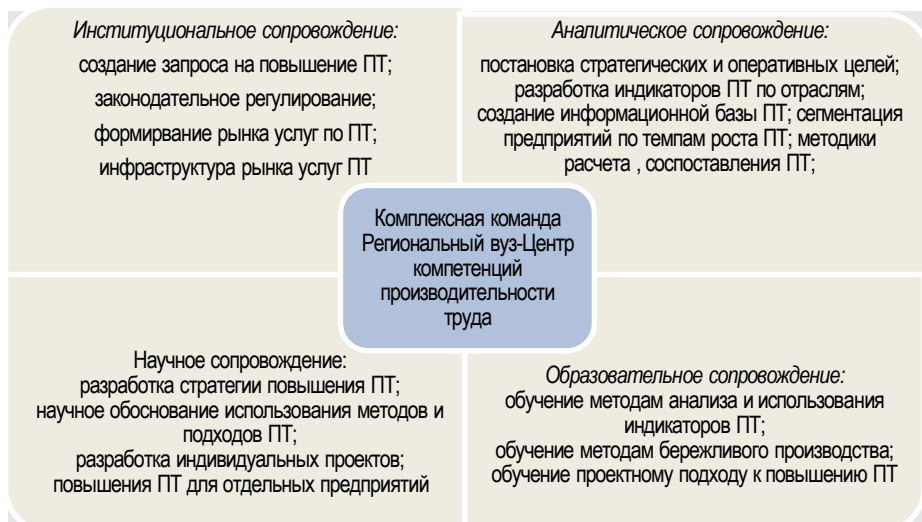 Институциональное сопровождение:
создание запроса на повышение ПТ;
законодательное регулирование;
формирвание рынка услуг по ПТ;
инфраструктура рынка услуг ПТ
Аналитическое сопровождение:
постановка стратегических и оперативных целей;
разработка индикаторов ПТ по отраслям;
создание информационной базы ПТ; сегментация
предприятий по темпам роста ПТ; методики
расчета , соспоставления ПТ;
Комплексная команда
Региональный вуз-Центр
компетенций
производительности
труда
Научное сопровождение:
разработка стратегии повышения ПТ;
научное обоснование использования методов и
подходов ПТ;
разработка индивидуальных проектов;
повышения ПТ для отдельных предприятий
Образовательное сопровождение:
обучение методам анализа и использования
индикаторов ПТ;
обучение методам бережливого производства;
обучение проектному подходу к повышению ПТ